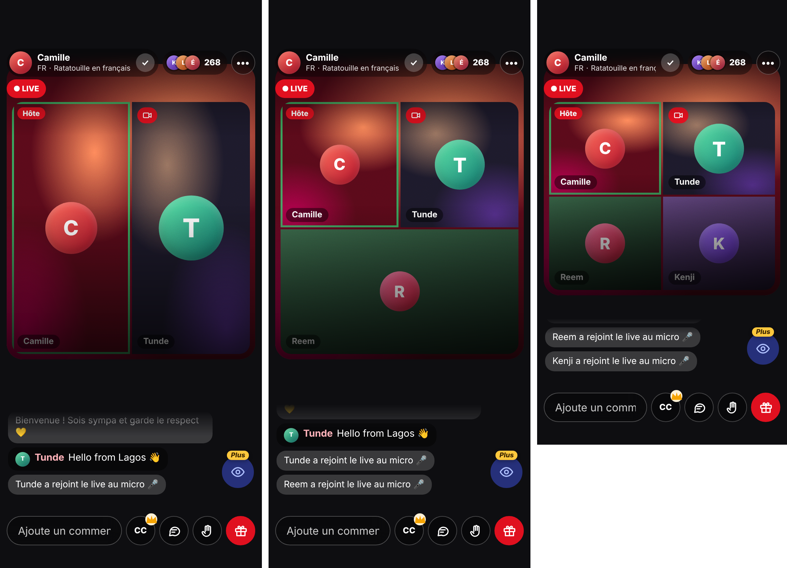 C
Camille
FR · Ratatouille en français
K
L
É
268
LIVE
Hôte
C
T
Camille
Tunde
Bienvenue ! Sois sympa et garde le respect
💛
T
Tunde Hello from Lagos 👋
Tunde a rejoint le live au micro 🎤
Plus
Ajoute un commer
CC
C
Camille
FR · Ratatouille en français
K
L
É
268
LIVE
Hôte
C
T
Camille
Tunde
R
Reem
💛
T
Tunde Hello from Lagos 👋
Tunde a rejoint le live au micro 🎤
Reem a rejoint le live au micro 🎤
Plus
Ajoute un commer
CC
C
Camille
FR · Ratatouille en franç
K
L
É
268
LIVE
Hôte
C
T
Camille
Tunde
R
K
Reem
Kenji
Reem a rejoint le live au micro 🎤
Kenji a rejoint le live au micro 🎤
Plus
Ajoute un comm
CC